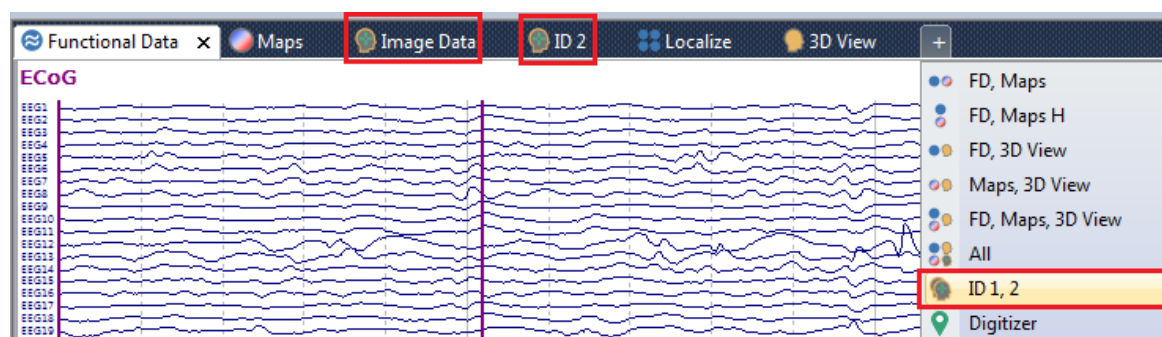 Functional Data x Maps Image Data ID 2 Localize 3D View +
ECoG
EEG1
EEG2
EEG3
EEG4
EEG5
EEG6
EEG7
EEG8
EEG9
EEG10
EEG11
EEG12
EEG13
EEG14
EEG15
EEG16
EEG17
EEG18
EEG19
FD, Maps
FD, Maps H
FD, 3D View
Maps, 3D View
FD, Maps, 3D View
All
ID 1, 2
Digitizer